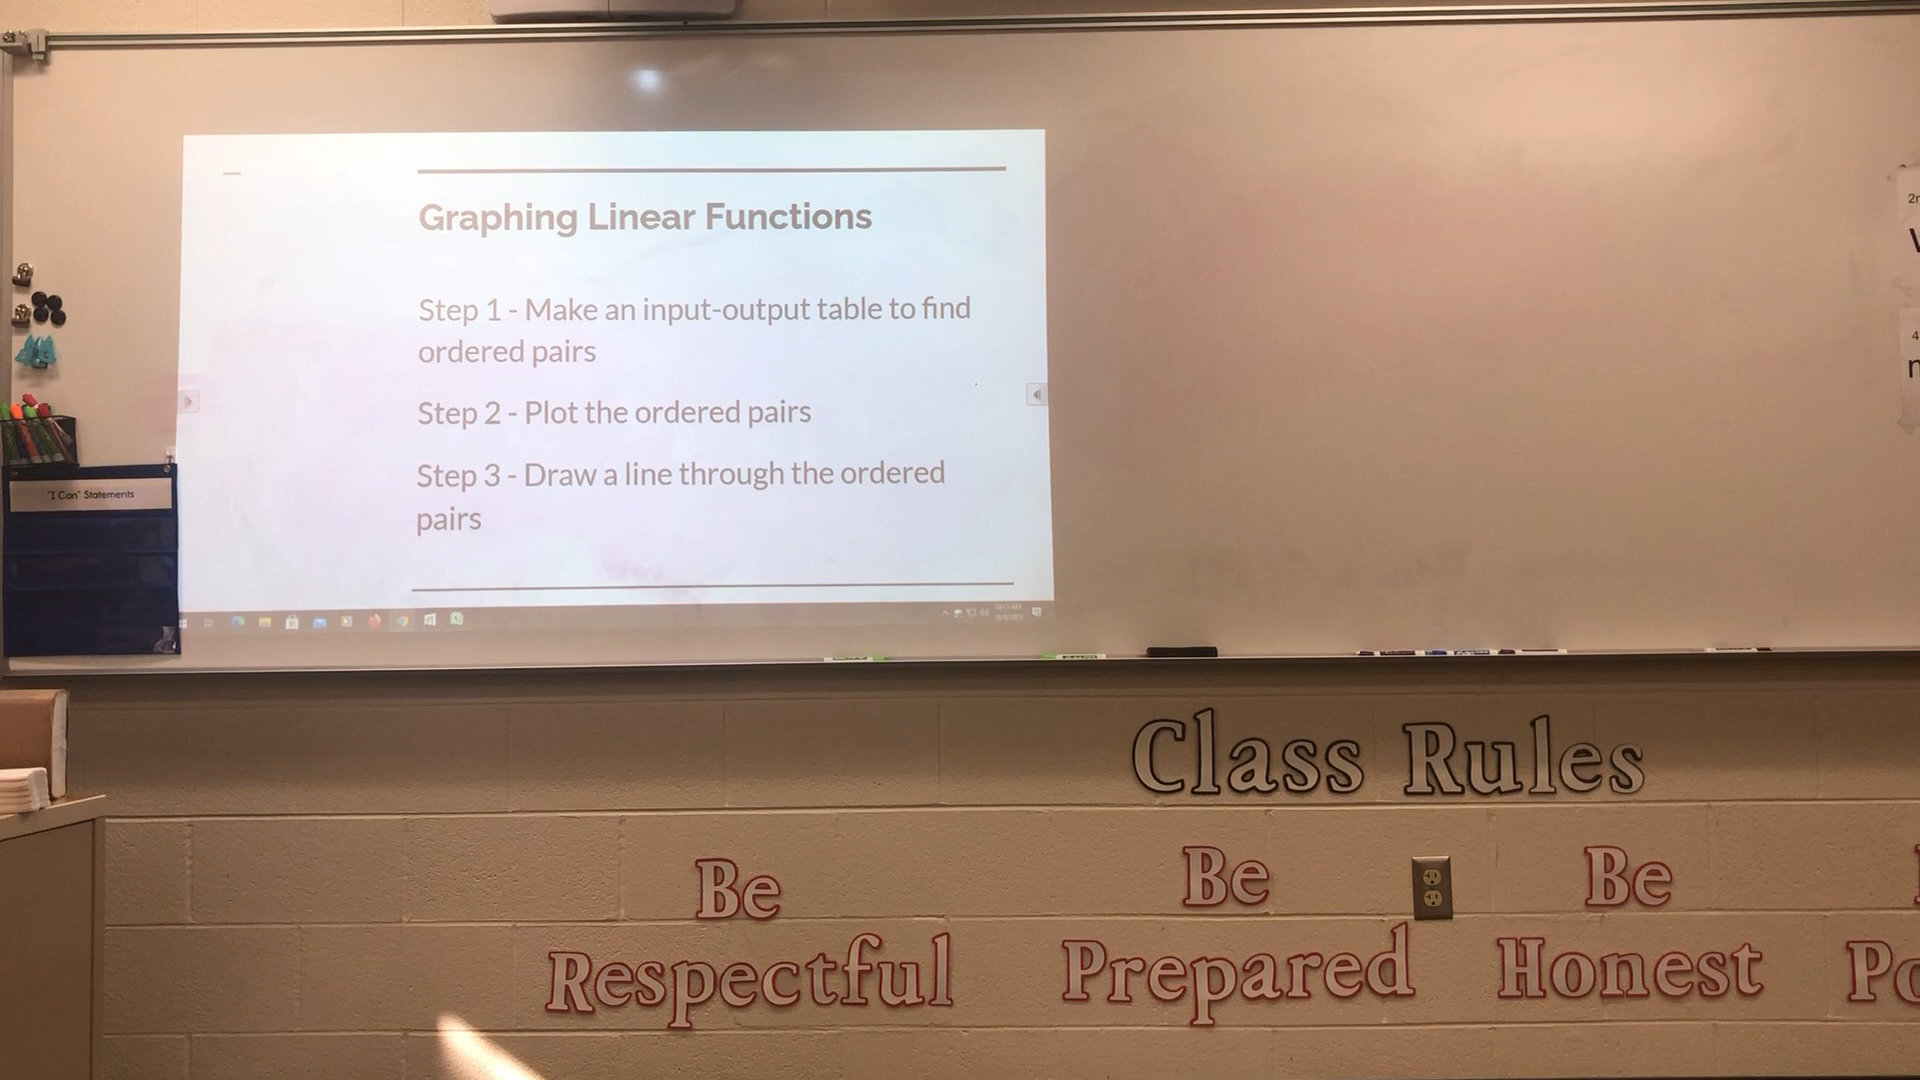 Graphing Linear Functions
Step 1 - Make an input-output table to find
ordered pairs
Step 2 - Plot the ordered pairs
Step 3 - Draw a line through the ordered
pairs
"I Can" Statements
Class Rules
Be
Respectful
Be
Prepared
Be
Honest